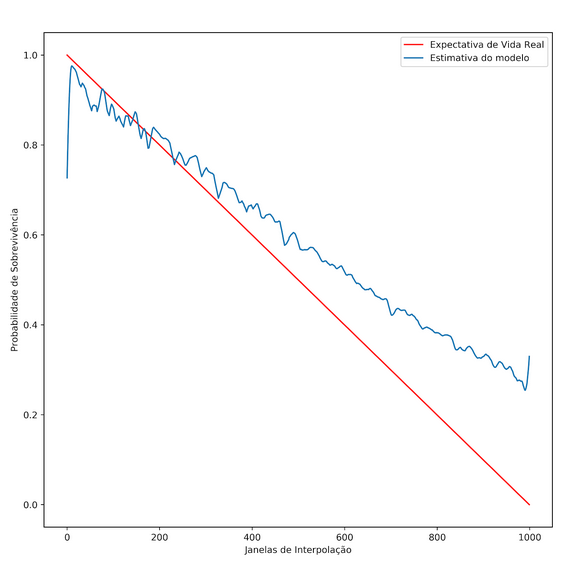 Expectativa de Vida Real
Estimativa do modelo
1.0
0.8
0.6
0.4
0.2
0.0
Probabilidade de Sobrevivência
0 200 400 600 800 1000
Janelas de Interpolação